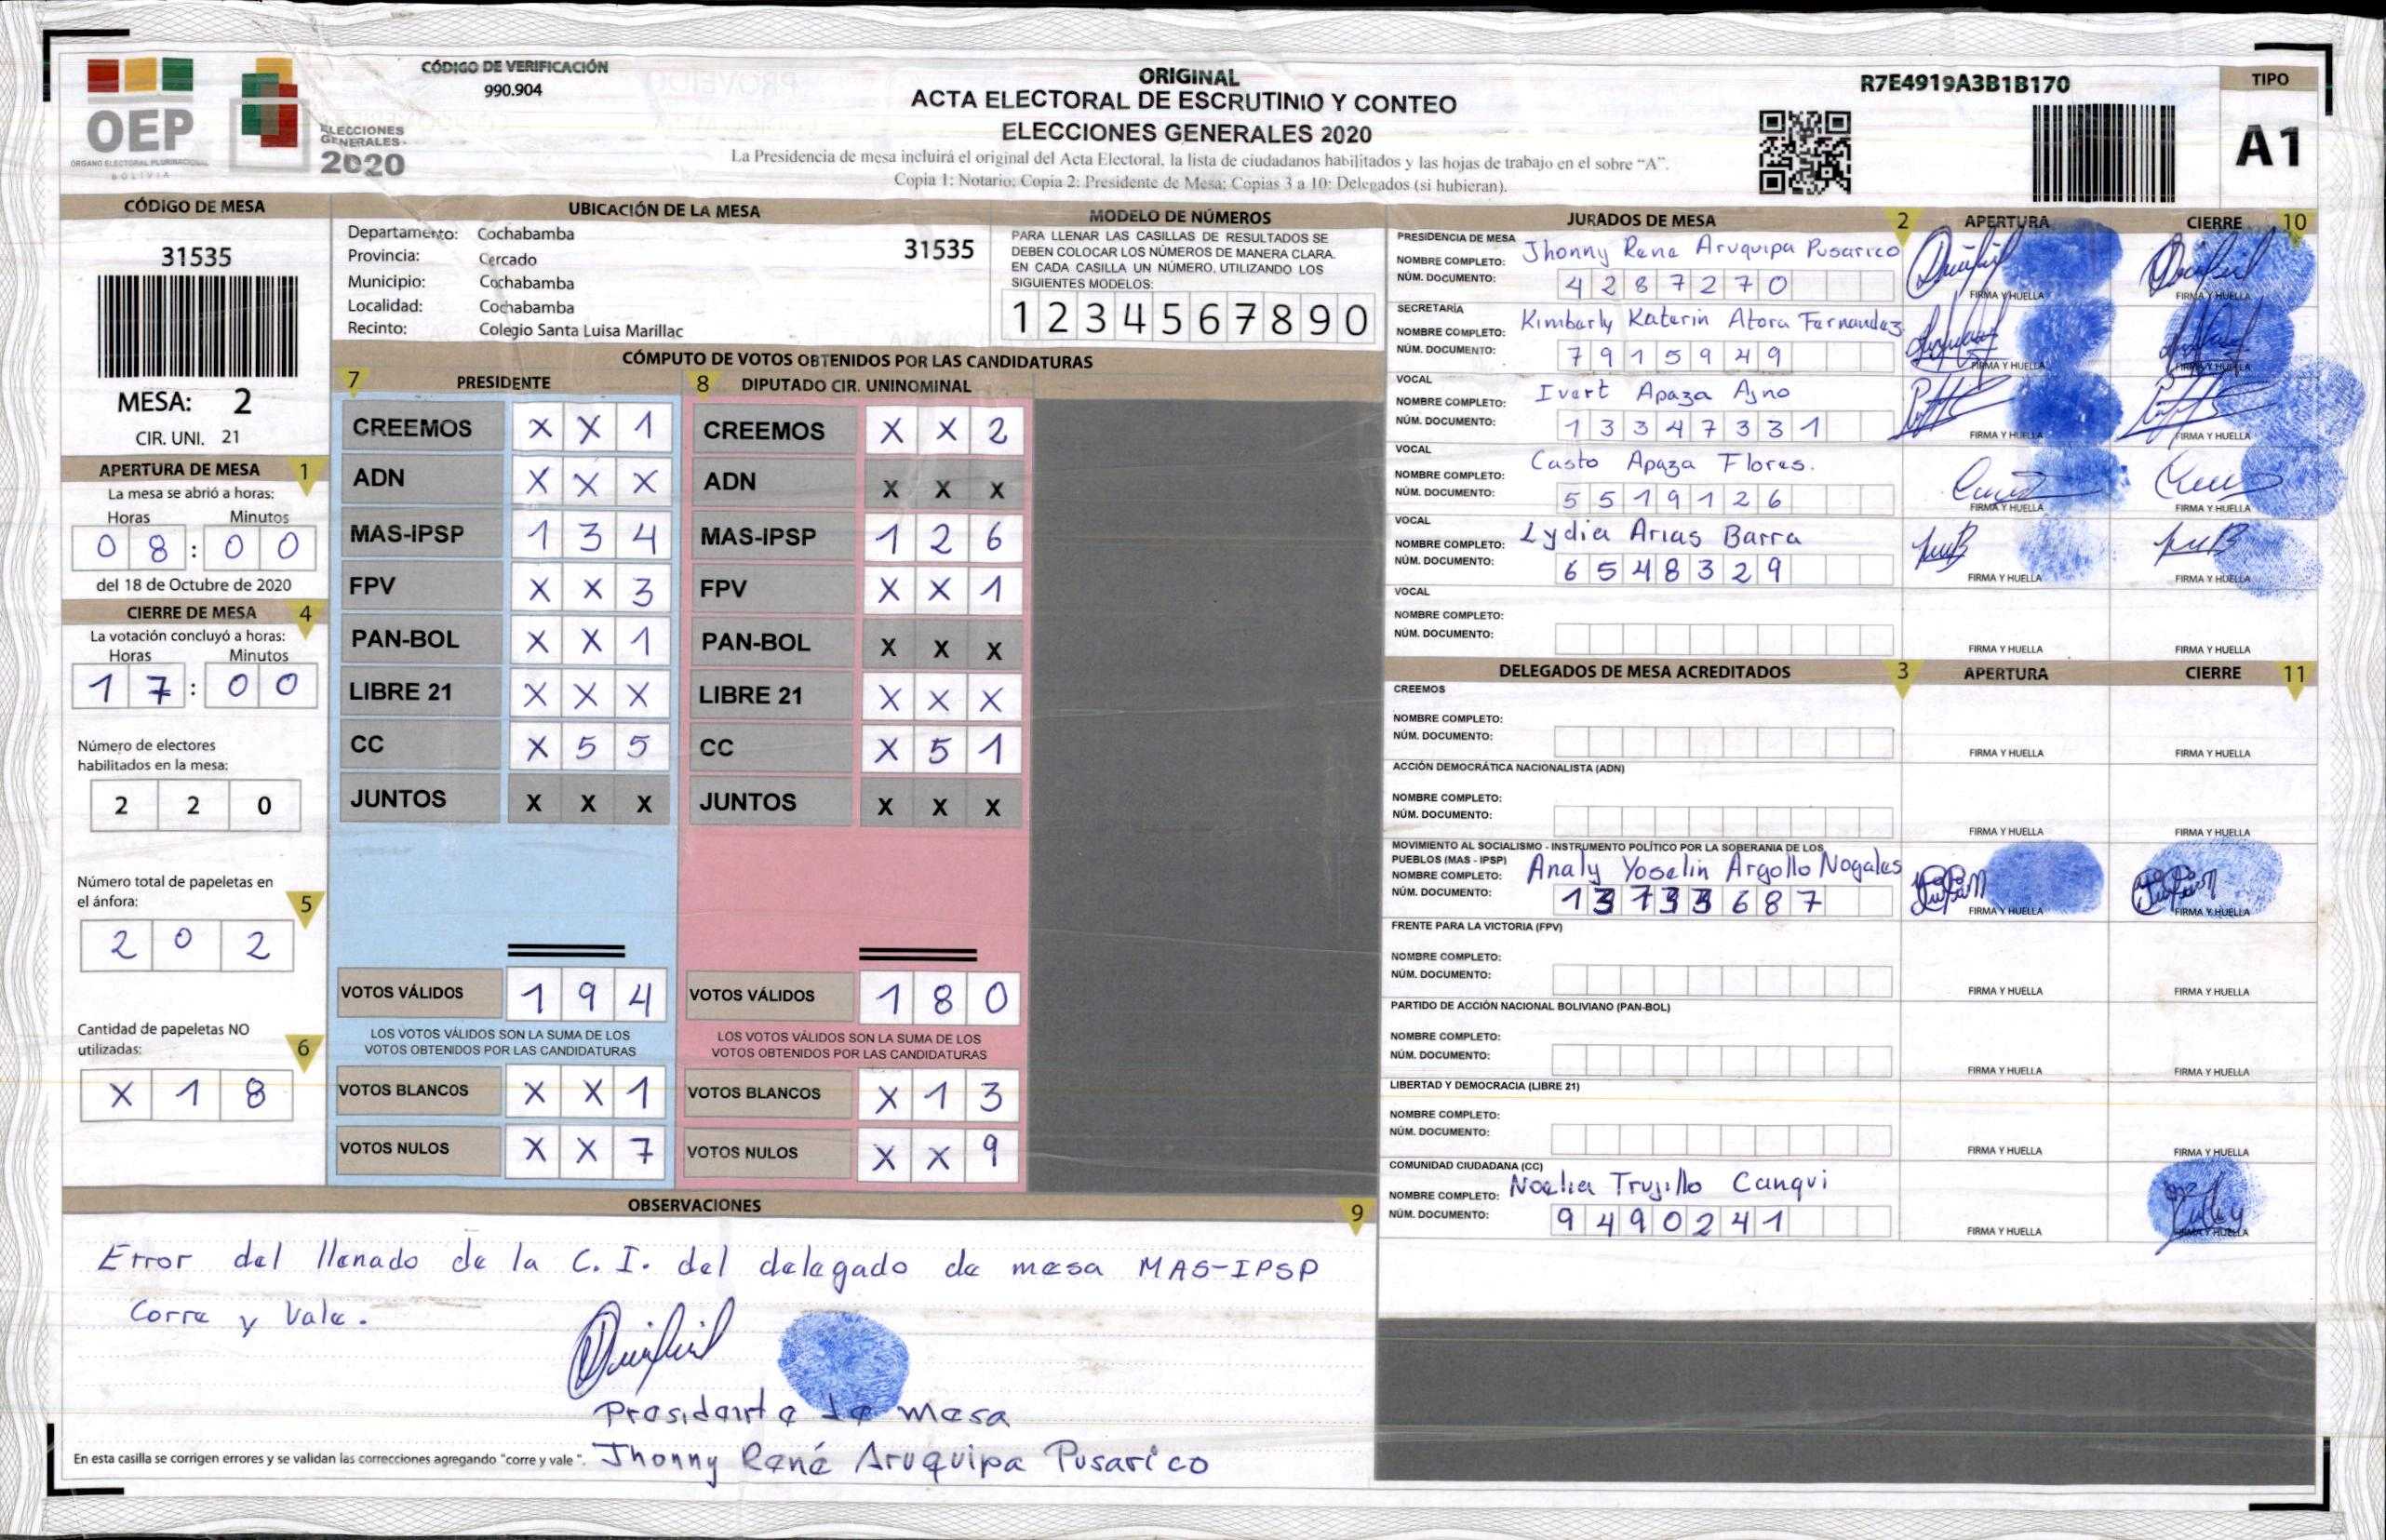 OEP
ÓRGANO ELECTORAL PLURINACIONAL
BOLIVIA
ELECCIONES
GENERALES
2020
CÓDIGO DE VERIFICACIÓN
990.904
ORIGINAL
ACTA ELECTORAL DE ESCRUTINIO Y CONTEO
ELECCIONES GENERALES 2020
La Presidencia de mesa incluirá el original del Acta Electoral, la lista de ciudadanos habilitados y las hojas de trabajo en el sobre “A”.
Copia 1: Notario; Copia 2: Presidente de Mesa; Copias 3 a 10: Delegados (si hubieran).
R7E4919A3B1B170
TIPO
A1
CÓDIGO DE MESA
31535
MESA: 2
CIR. UNI. 21
APERTURA DE MESA 1
La mesa se abrió a horas:
Horas Minutos
0 8 : 0 0
del 18 de Octubre de 2020
CIERRE DE MESA 4
La votación concluyó a horas:
Horas Minutos
1 7 : 0 0
Número de electores
habilitados en la mesa:
2 2 0
Número total de papeletas en
el ánfora: 5
2 0 2
Cantidad de papeletas NO
utilizadas: 6
X 1 8
UBICACIÓN DE LA MESA
Departamento: Cochabamba
31535
Provincia: Cercado
Municipio: Cochabamba
Localidad: Cochabamba
Recinto: Colegio Santa Luisa Marillac
MODELO DE NÚMEROS
PARA LLENAR LAS CASILLAS DE RESULTADOS SE
DEBEN COLOCAR LOS NÚMEROS DE MANERA CLARA.
EN CADA CASILLA UN NÚMERO, UTILIZANDO LOS
SIGUIENTES MODELOS:
1 2 3 4 5 6 7 8 9 0
CÓMPUTO DE VOTOS OBTENIDOS POR LAS CANDIDATURAS
7 PRESIDENTE 8 DIPUTADO CIR. UNINOMINAL
CREEMOS X X 1 CREEMOS X X 2
ADN X X X ADN X X X
MAS-IPSP 1 3 4 MAS-IPSP 1 2 6
FPV X X 3 FPV X X 1
PAN-BOL X X 1 PAN-BOL X X X
LIBRE 21 X X X LIBRE 21 X X X
CC X 5 5 CC X 5 1
JUNTOS X X X JUNTOS X X X
VOTOS VÁLIDOS 1 9 4 VOTOS VÁLIDOS 1 8 0
LOS VOTOS VÁLIDOS SON LA SUMA DE LOS LOS VOTOS VÁLIDOS SON LA SUMA DE LOS
VOTOS OBTENIDOS POR LAS CANDIDATURAS VOTOS OBTENIDOS POR LAS CANDIDATURAS
VOTOS BLANCOS X X 1 VOTOS BLANCOS X 1 3
VOTOS NULOS X X 7 VOTOS NULOS X X 9
OBSERVACIONES 9
Error del llenado de la C. I. del delegado de mesa MAS-IPSP
Corre y Vale.
Presidente de mesa
Jhonny René Aruquipa Pusarico
En esta casilla se corrigen errores y se validan las correcciones agregando "corre y vale".
JURADOS DE MESA 2 APERTURA CIERRE 10
PRESIDENCIA DE MESA
NOMBRE COMPLETO: Jhonny Rene Aruquipa Pusarico
NÚM. DOCUMENTO: 4 2 8 7 2 7 0
FIRMA Y HUELLA FIRMA Y HUELLA
SECRETARÍA
NOMBRE COMPLETO: Kimberly Katerin Atora Fernandez
NÚM. DOCUMENTO: 7 9 1 5 9 4 9
FIRMA Y HUELLA FIRMA Y HUELLA
VOCAL
NOMBRE COMPLETO: Ivert Apaza Ajno
NÚM. DOCUMENTO: 1 3 3 4 7 3 3 1
FIRMA Y HUELLA FIRMA Y HUELLA
VOCAL
NOMBRE COMPLETO: Casto Apaza Flores.
NÚM. DOCUMENTO: 5 5 1 9 1 2 6
FIRMA Y HUELLA FIRMA Y HUELLA
VOCAL
NOMBRE COMPLETO: Lydia Arias Barra
NÚM. DOCUMENTO: 6 5 4 8 3 2 9
FIRMA Y HUELLA FIRMA Y HUELLA
VOCAL
NOMBRE COMPLETO:
NÚM. DOCUMENTO:
FIRMA Y HUELLA FIRMA Y HUELLA
DELEGADOS DE MESA ACREDITADOS 3 APERTURA CIERRE 11
CREEMOS
NOMBRE COMPLETO:
NÚM. DOCUMENTO:
FIRMA Y HUELLA FIRMA Y HUELLA
ACCIÓN DEMOCRÁTICA NACIONALISTA (ADN)
NOMBRE COMPLETO:
NÚM. DOCUMENTO:
FIRMA Y HUELLA FIRMA Y HUELLA
MOVIMIENTO AL SOCIALISMO - INSTRUMENTO POLÍTICO POR LA SOBERANIA DE LOS
PUEBLOS (MAS - IPSP)
NOMBRE COMPLETO: Analy Yoselin Argollo Nogales
NÚM. DOCUMENTO: 1 3 7 3 3 6 8 7
FIRMA Y HUELLA FIRMA Y HUELLA
FRENTE PARA LA VICTORIA (FPV)
NOMBRE COMPLETO:
NÚM. DOCUMENTO:
FIRMA Y HUELLA FIRMA Y HUELLA
PARTIDO DE ACCIÓN NACIONAL BOLIVIANO (PAN-BOL)
NOMBRE COMPLETO:
NÚM. DOCUMENTO:
FIRMA Y HUELLA FIRMA Y HUELLA
LIBERTAD Y DEMOCRACIA (LIBRE 21)
NOMBRE COMPLETO:
NÚM. DOCUMENTO:
FIRMA Y HUELLA FIRMA Y HUELLA
COMUNIDAD CIUDADANA (CC)
NOMBRE COMPLETO: Noelia Trujillo Canqui
NÚM. DOCUMENTO: 9 4 9 0 2 4 1
FIRMA Y HUELLA FIRMA Y HUELLA